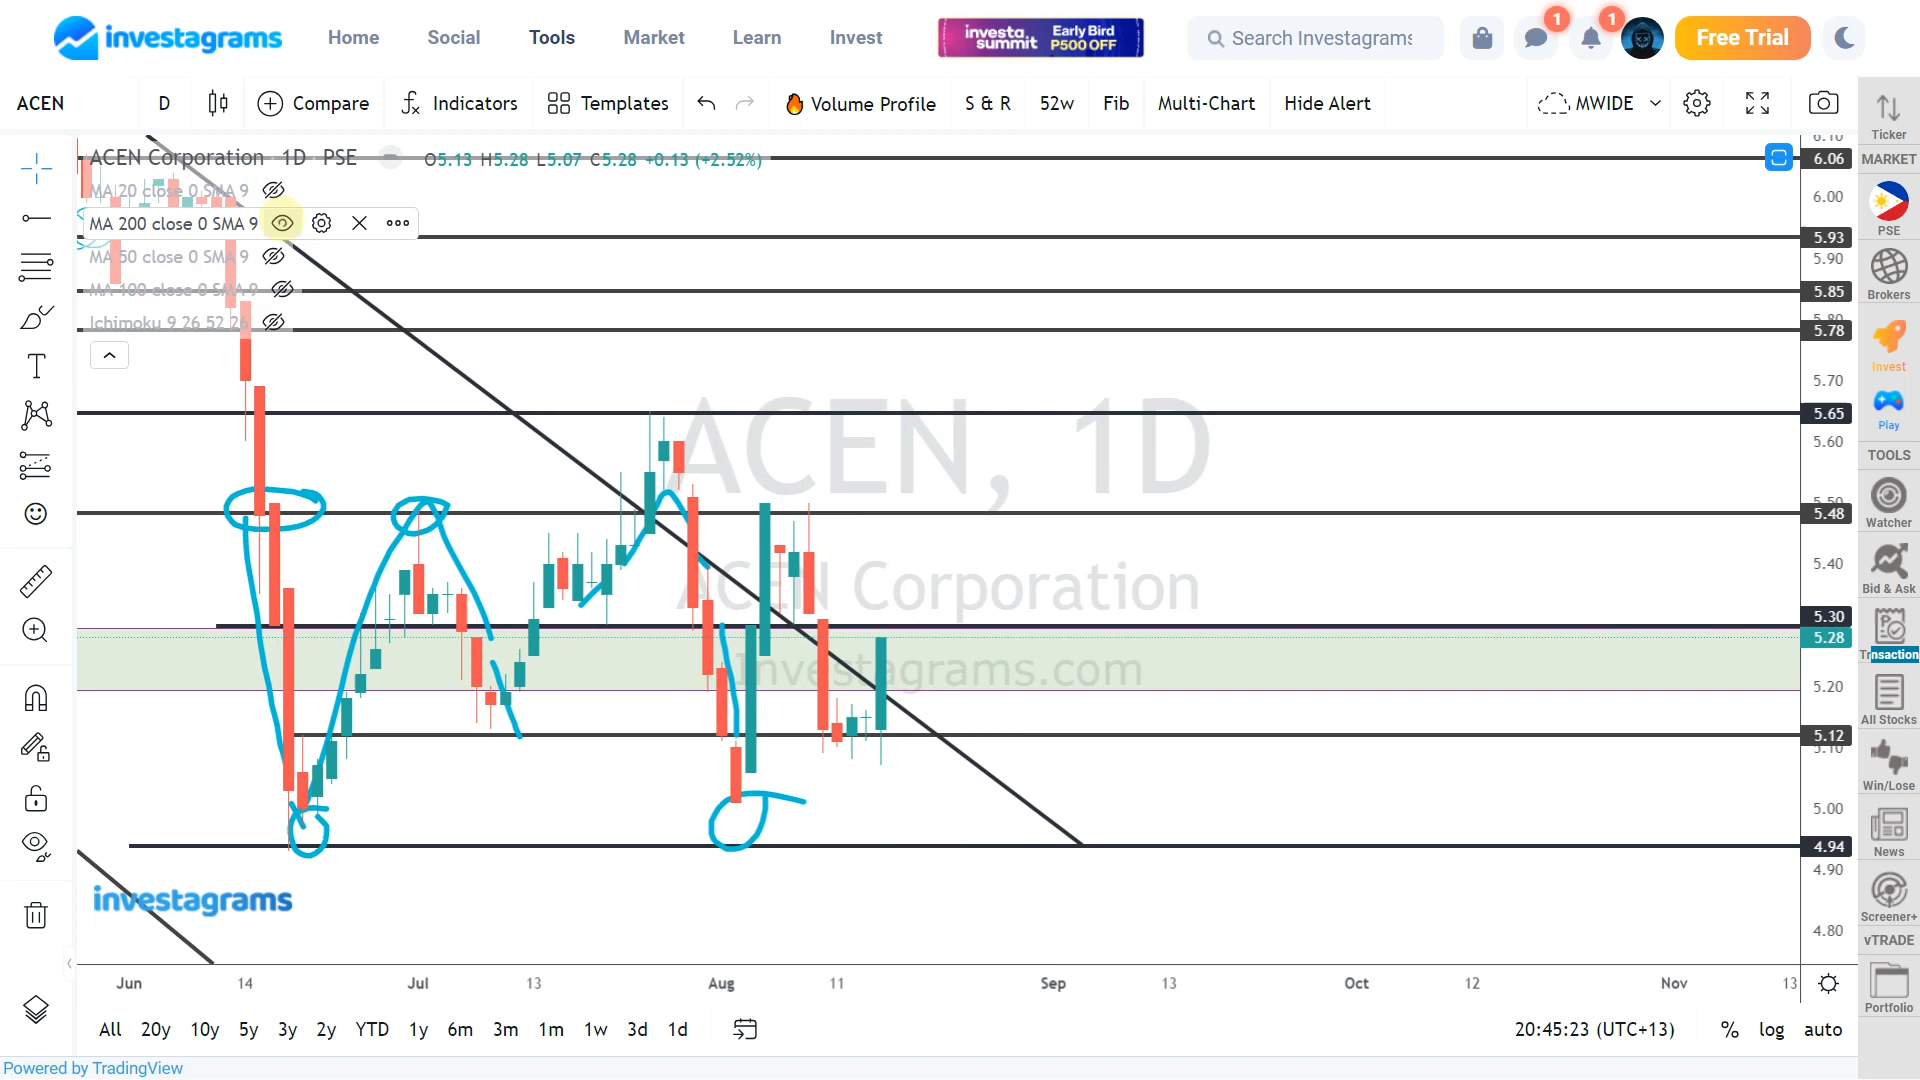 investagrams Home Social Tools Market Learn Invest investa summit Early Bird P500 OFF Search Investagrams 1 1 Free Trial
ACEN D Compare Indicators Templates Volume Profile S & R 52w Fib Multi-Chart Hide Alert MWIDE
ACEN Corporation 1D PSE O5.13 H5.28 L5.07 C5.28 +0.13 (+2.52%)
MA 20 close 0 SMA 9
MA 200 close 0 SMA 9
MA 50 close 0 SMA 9
MA 100 close 0 SMA 9
Ichimoku 9 26 52 26
ACEN, 1D
ACEN Corporation
Investagrams.com
investagrams
6.10
6.06
6.00
5.93
5.90
5.85
5.80
5.78
5.70
5.65
5.60
5.50
5.48
5.40
5.30
5.28
5.20
5.12
5.10
5.00
4.94
4.90
4.80
Ticker
MARKET
PSE
Brokers
Invest
Play
TOOLS
Watcher
Bid & Ask
Transaction
All Stocks
Win/Lose
News
Screener+
vTRADE
Portfolio
Jun 14 Jul 13 Aug 11 Sep 13 Oct 12 Nov 13
All 20y 10y 5y 3y 2y YTD 1y 6m 3m 1m 1w 3d 1d 20:45:23 (UTC+13) % log auto
Powered by TradingView